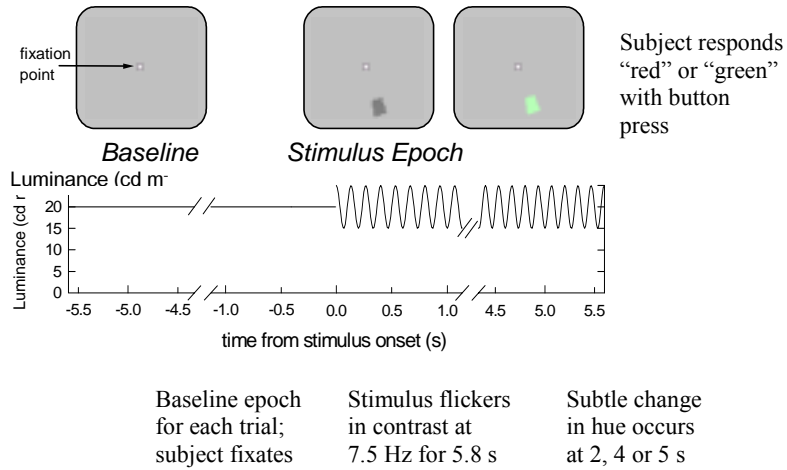 fixation
point
Subject responds
“red” or “green”
with button
press
Baseline
Stimulus Epoch
Luminance (cd m-
Luminance (cd r
20
15
10
5
0
-5.5 -5.0 -4.5 -1.0 -0.5 0.0 0.5 1.0 4.5 5.0 5.5
time from stimulus onset (s)
Baseline epoch
for each trial;
subject fixates
Stimulus flickers
in contrast at
7.5 Hz for 5.8 s
Subtle change
in hue occurs
at 2, 4 or 5 s